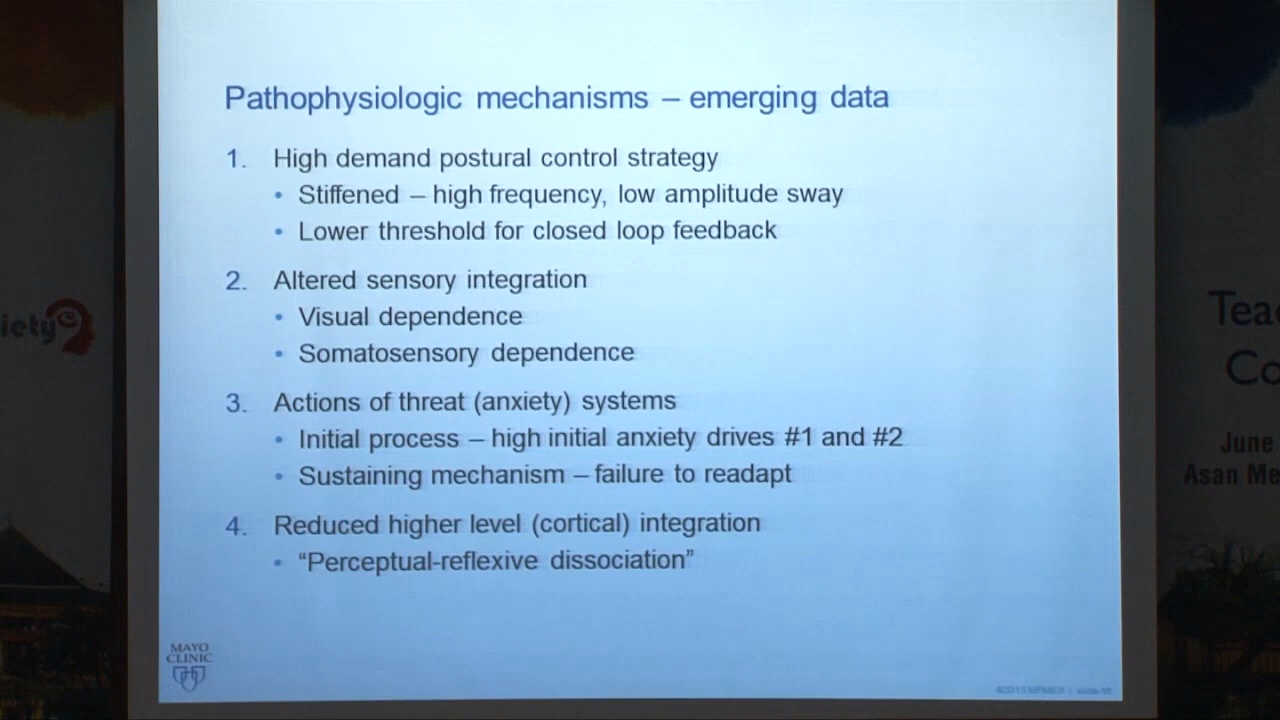 Pathophysiologic mechanisms – emerging data
1. High demand postural control strategy
• Stiffened – high frequency, low amplitude sway
• Lower threshold for closed loop feedback
2. Altered sensory integration
• Visual dependence
• Somatosensory dependence
3. Actions of threat (anxiety) systems
• Initial process – high initial anxiety drives #1 and #2
• Sustaining mechanism – failure to readapt
4. Reduced higher level (cortical) integration
• “Perceptual-reflexive dissociation”
MAYO
CLINIC
iety
Tea
Co
June
Asan Me